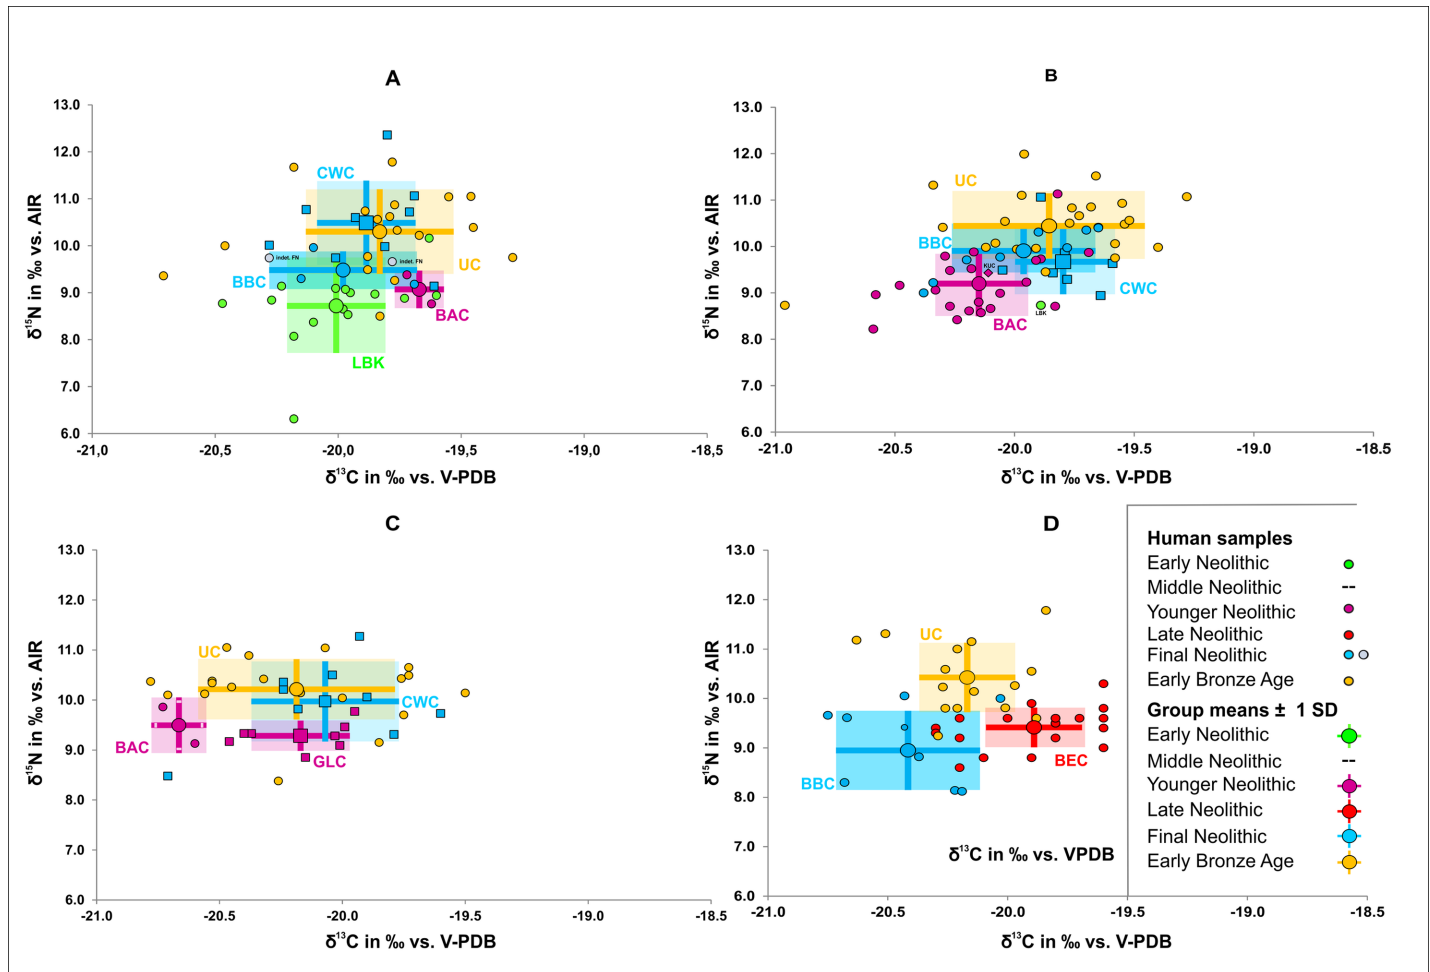 A
13.0
12.0
11.0
10.0
9.0
8.0
7.0
6.0
δ¹⁵N in ‰ vs. AIR
CWC
UC
BBC
BAC
LBK
indet. FN
indet. FN
-21,0
-20,5
-20,0
-19,5
-19,0
-18,5
δ¹³C in ‰ vs. V-PDB
B
13.0
12.0
11.0
10.0
9.0
8.0
7.0
6.0
δ¹⁵N in ‰ vs. AIR
UC
BBC
KUC
CWC
LBK
BAC
-21.0
-20.5
-20.0
-19.5
-19.0
-18.5
δ¹³C in ‰ vs. V-PDB
C
13.0
12.0
11.0
10.0
9.0
8.0
7.0
6.0
δ¹⁵N in ‰ vs. AIR
UC
CWC
BAC
GLC
-21.0
-20.5
-20.0
-19.5
-19.0
-18.5
δ¹³C in ‰ vs. V-PDB
D
13.0
12.0
11.0
10.0
9.0
8.0
7.0
6.0
δ¹⁵N in ‰ vs. AIR
UC
BBC
BEC
δ¹³C in ‰ vs. VPDB
-21.0
-20.5
-20.0
-19.5
-19.0
-18.5
δ¹³C in ‰ vs. V-PDB
Human samples
Early Neolithic
Middle Neolithic --
Younger Neolithic
Late Neolithic
Final Neolithic
Early Bronze Age
Group means ± 1 SD
Early Neolithic
Middle Neolithic --
Younger Neolithic
Late Neolithic
Final Neolithic
Early Bronze Age